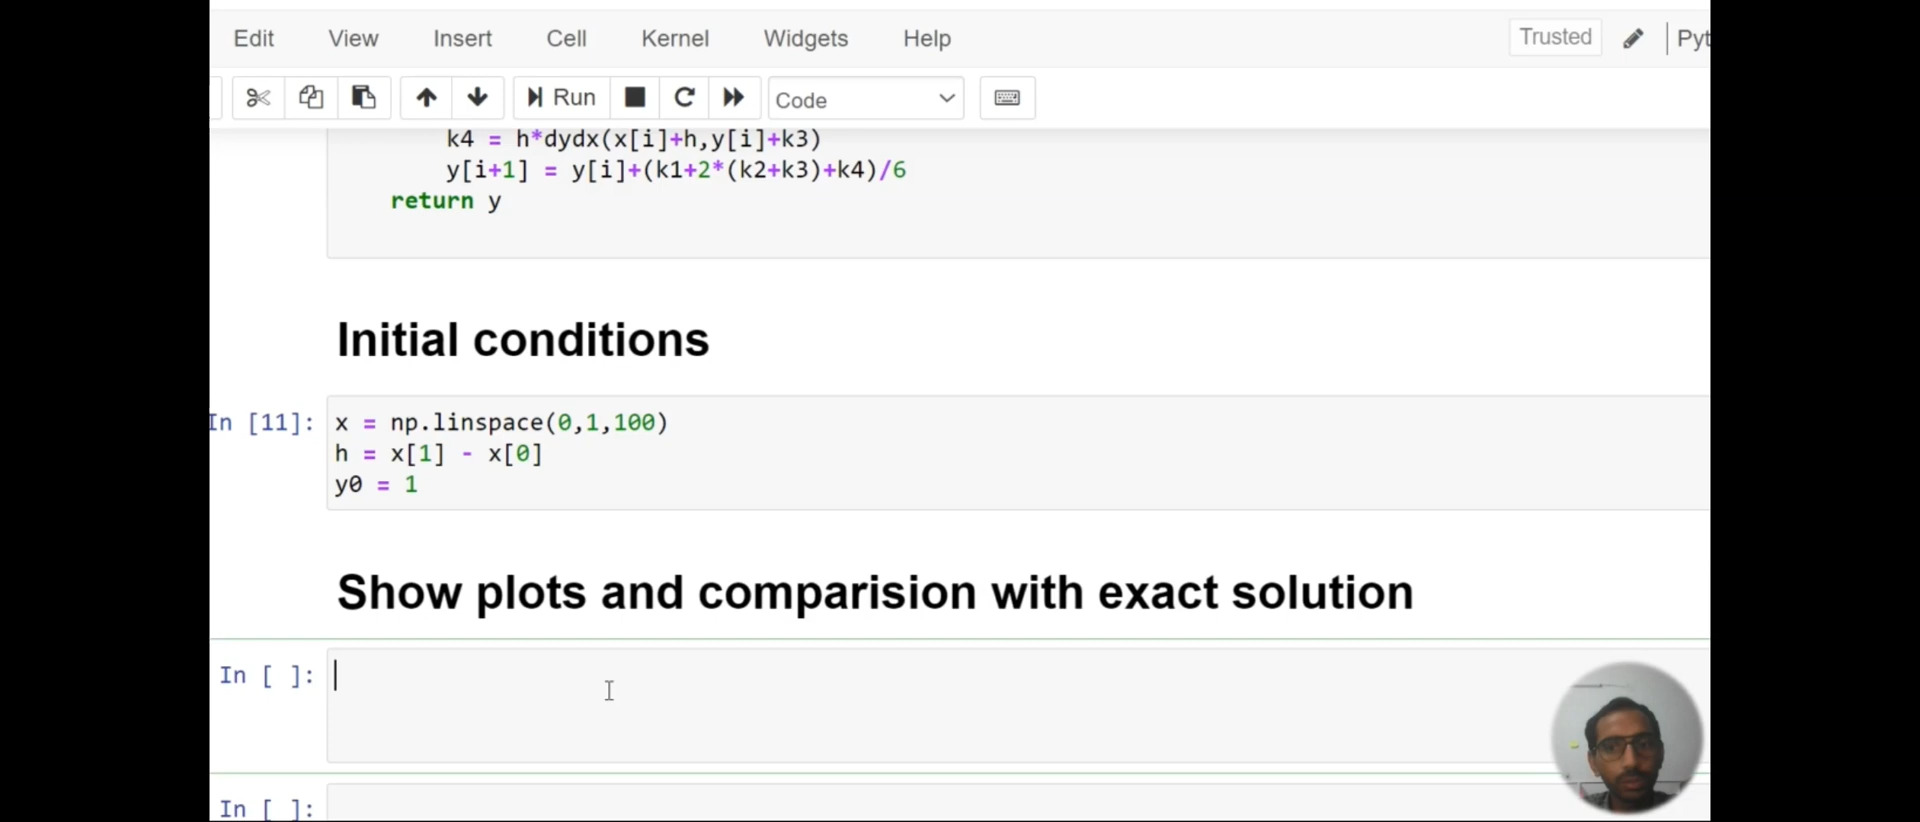 Edit View Insert Cell Kernel Widgets Help Trusted Pyt
Run Code
k4 = h*dydx(x[i]+h,y[i]+k3)
y[i+1] = y[i]+(k1+2*(k2+k3)+k4)/6
return y
Initial conditions
In [11]: x = np.linspace(0,1,100)
h = x[1] - x[0]
y0 = 1
Show plots and comparision with exact solution
In [ ]:
In [ ]: